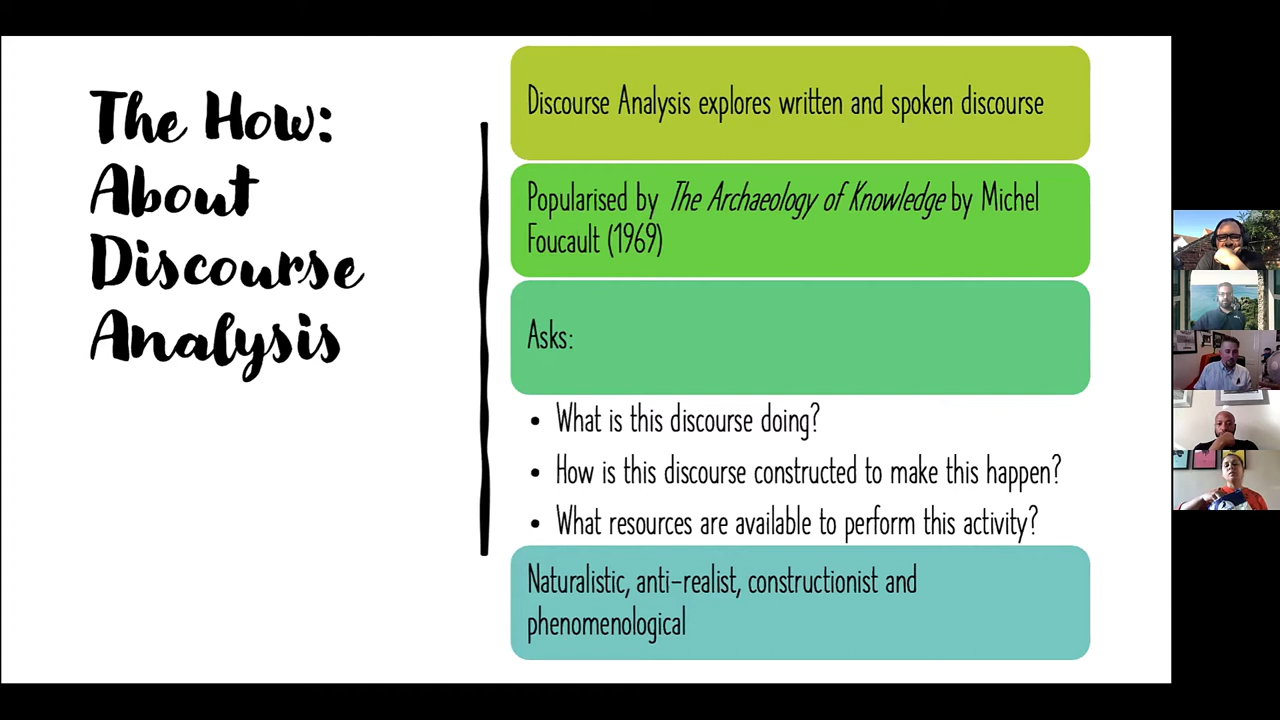 The How:
About
Discourse
Analysis
Discourse Analysis explores written and spoken discourse
Popularised by The Archaeology of Knowledge by Michel
Foucault (1969)
Asks:
• What is this discourse doing?
• How is this discourse constructed to make this happen?
• What resources are available to perform this activity?
Naturalistic, anti-realist, constructionist and
phenomenological